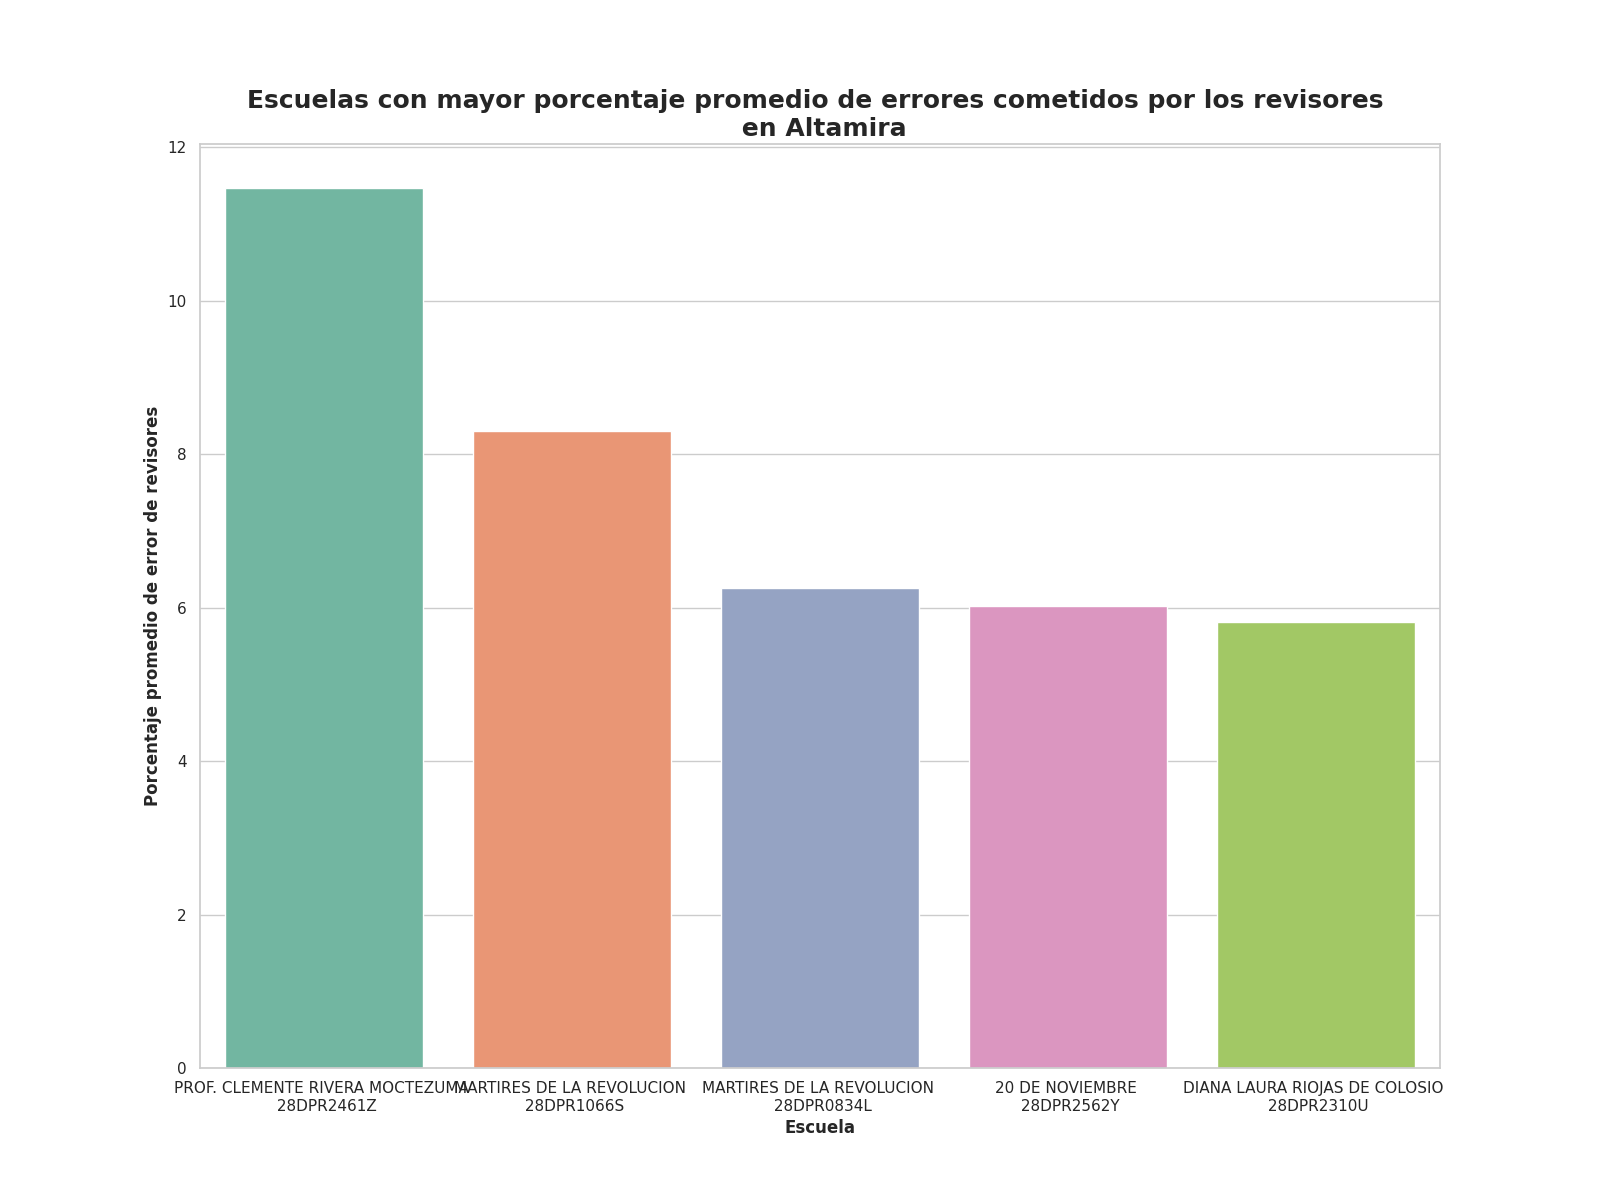 Escuelas con mayor porcentaje promedio de errores cometidos por los revisores
en Altamira
Porcentaje promedio de error de revisores
12
10
8
6
4
2
0
PROF. CLEMENTE RIVERA MOCTEZUMA
28DPR2461Z
MARTIRES DE LA REVOLUCION
28DPR1066S
MARTIRES DE LA REVOLUCION
28DPR0834L
20 DE NOVIEMBRE
28DPR2562Y
DIANA LAURA RIOJAS DE COLOSIO
28DPR2310U
Escuela